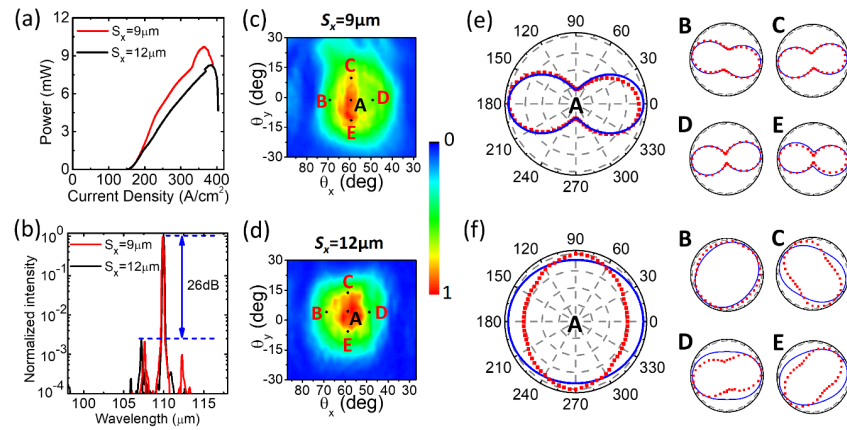 (a)
S_x=9μm
S_x=12μm
Power (mW)
12
9
6
3
0
0 100 200 300 400
Current Density (A/cm²)
(b)
S_x=9μm
S_x=12μm
26dB
Normalized intensity
10⁰
10⁻¹
10⁻²
10⁻³
10⁻⁴
100 105 110 115
Wavelength (μm)
(c)
S_x=9μm
C
B
A
D
E
θ_y (deg)
30
15
0
-15
-30
80 70 60 50 40 30
θ_x (deg)
0
1
(d)
S_x=12μm
C
B
A
D
E
θ_y (deg)
30
15
0
-15
-30
80 70 60 50 40 30
θ_x (deg)
(e)
90
120 60
150 30
180 A 0
210 330
240 300
270
B
C
D
E
(f)
90
120 60
150 30
180 A 0
210 330
240 300
270
B
C
D
E